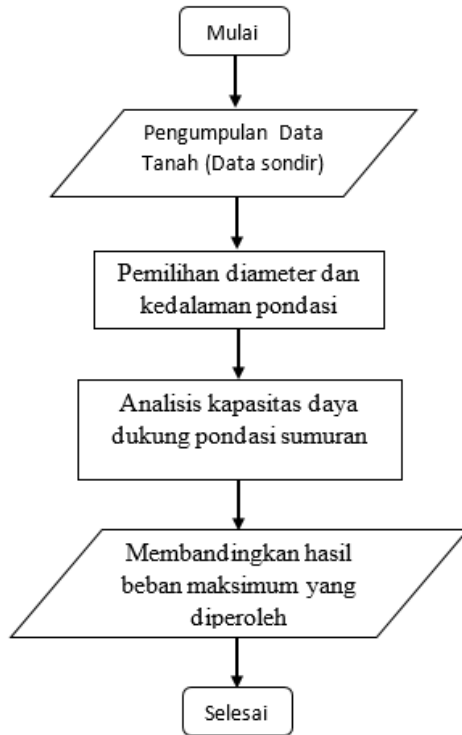 Mulai
Pengumpulan Data
Tanah (Data sondir)
Pemilihan diameter dan
kedalaman pondasi
Analisis kapasitas daya
dukung pondasi sumuran
Membandingkan hasil
beban maksimum yang
diperoleh
Selesai